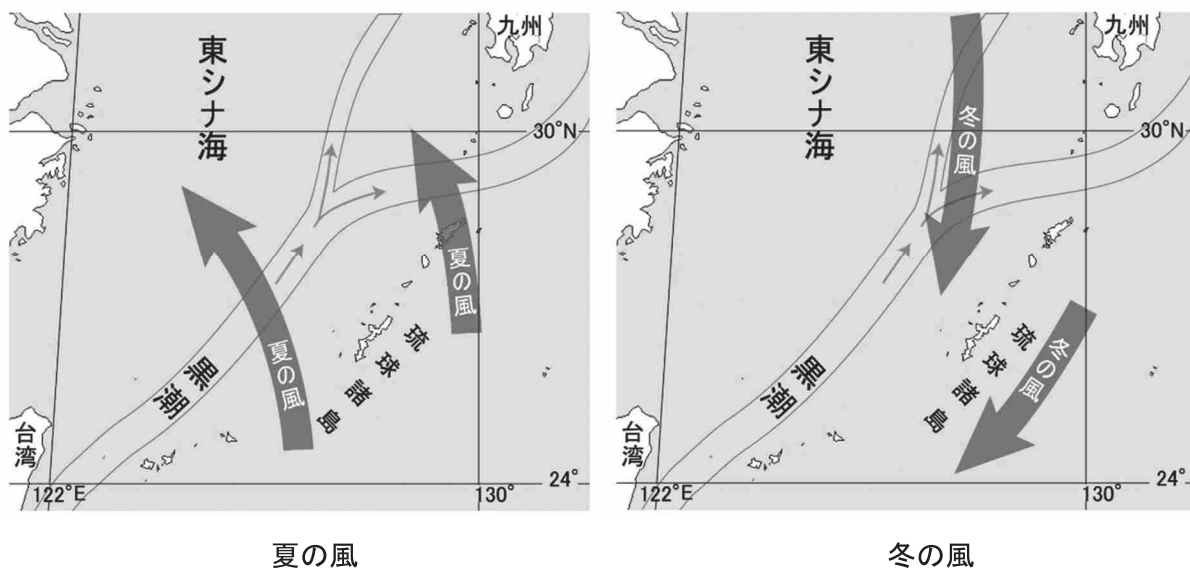 九州
東シナ海
30°N
夏の風
夏の風
琉球諸島
黒潮
台湾
122°E
130°
24°
夏の風
九州
東シナ海
冬の風
30°N
冬の風
琉球諸島
黒潮
台湾
122°E
130°
24°
冬の風